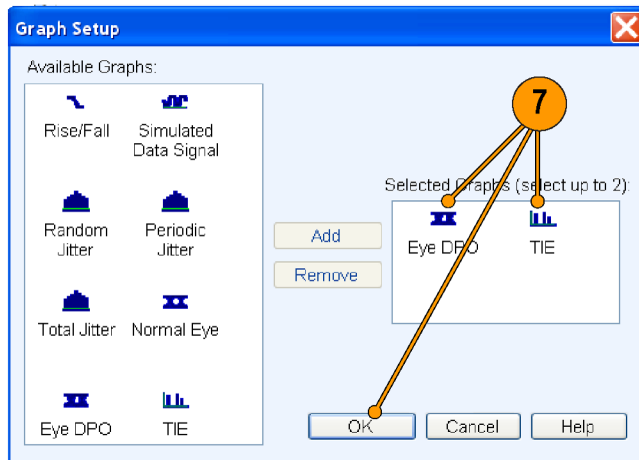 Graph Setup
Available Graphs:
Rise/Fall
Simulated
Data Signal
Random
Jitter
Periodic
Jitter
Total Jitter
Normal Eye
Eye DPO
TIE
Add
Remove
7
Selected Graphs (select up to 2):
Eye DPO
TIE
OK
Cancel
Help